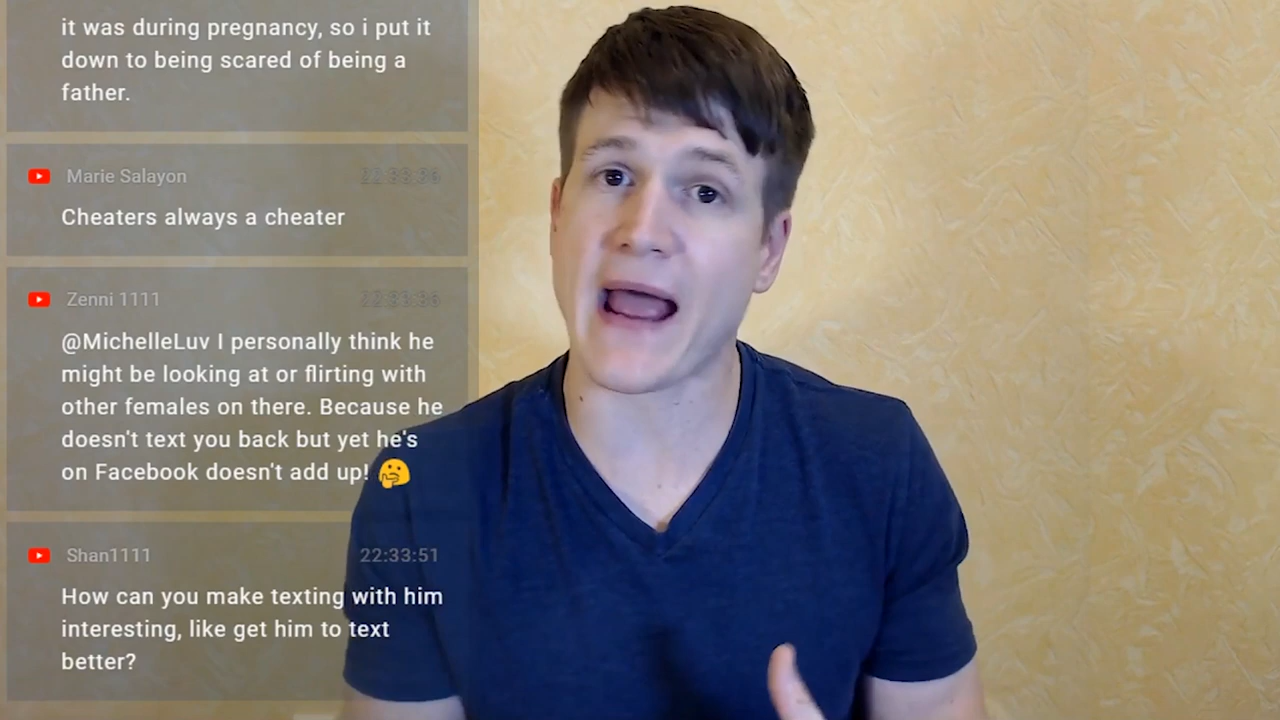 it was during pregnancy, so i put it
down to being scared of being a
father.
Marie Salayon
Cheaters always a cheater
Zenni 1111
@MichelleLuv I personally think he
might be looking at or flirting with
other females on there. Because he
doesn't text you back but yet he's
on Facebook doesn't add up! 🤔
Shan1111 22:33:51
How can you make texting with him
interesting, like get him to text
better?